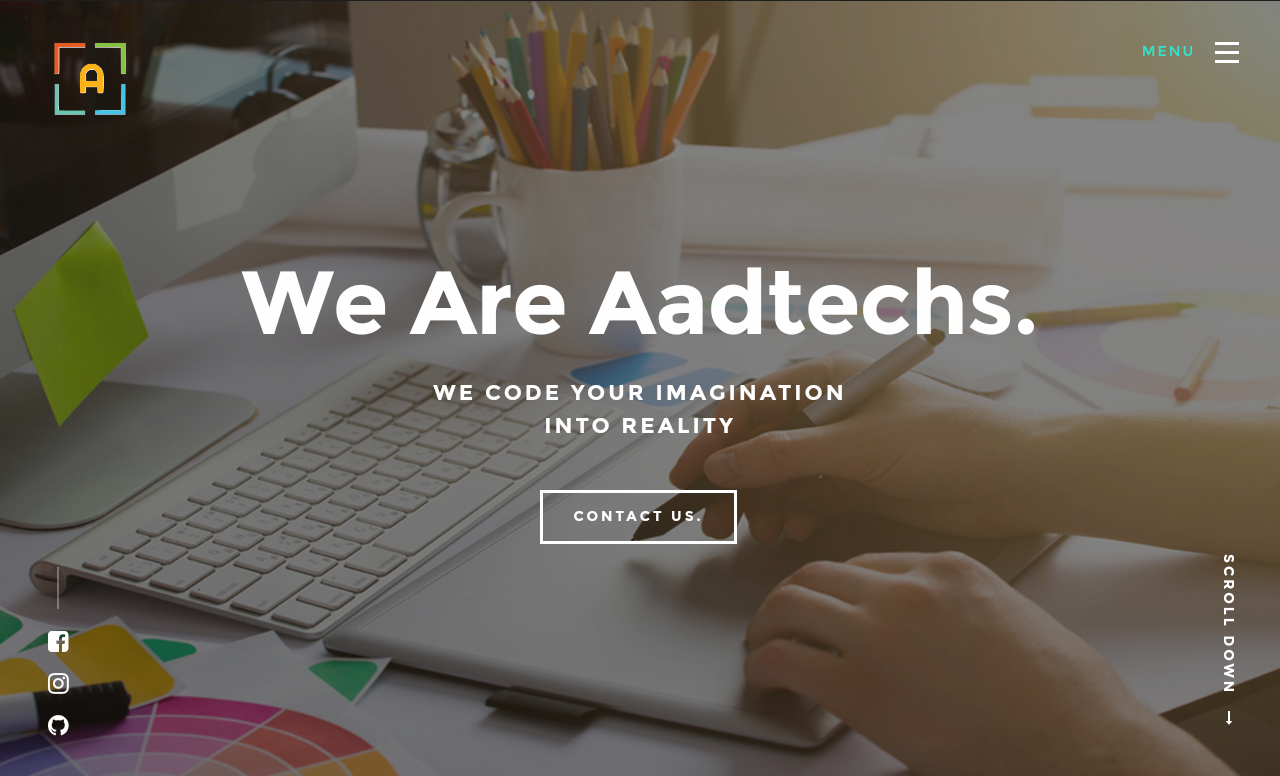 A
MENU
We Are Aadtechs.
WE CODE YOUR IMAGINATION
INTO REALITY
CONTACT US.
SCROLL DOWN